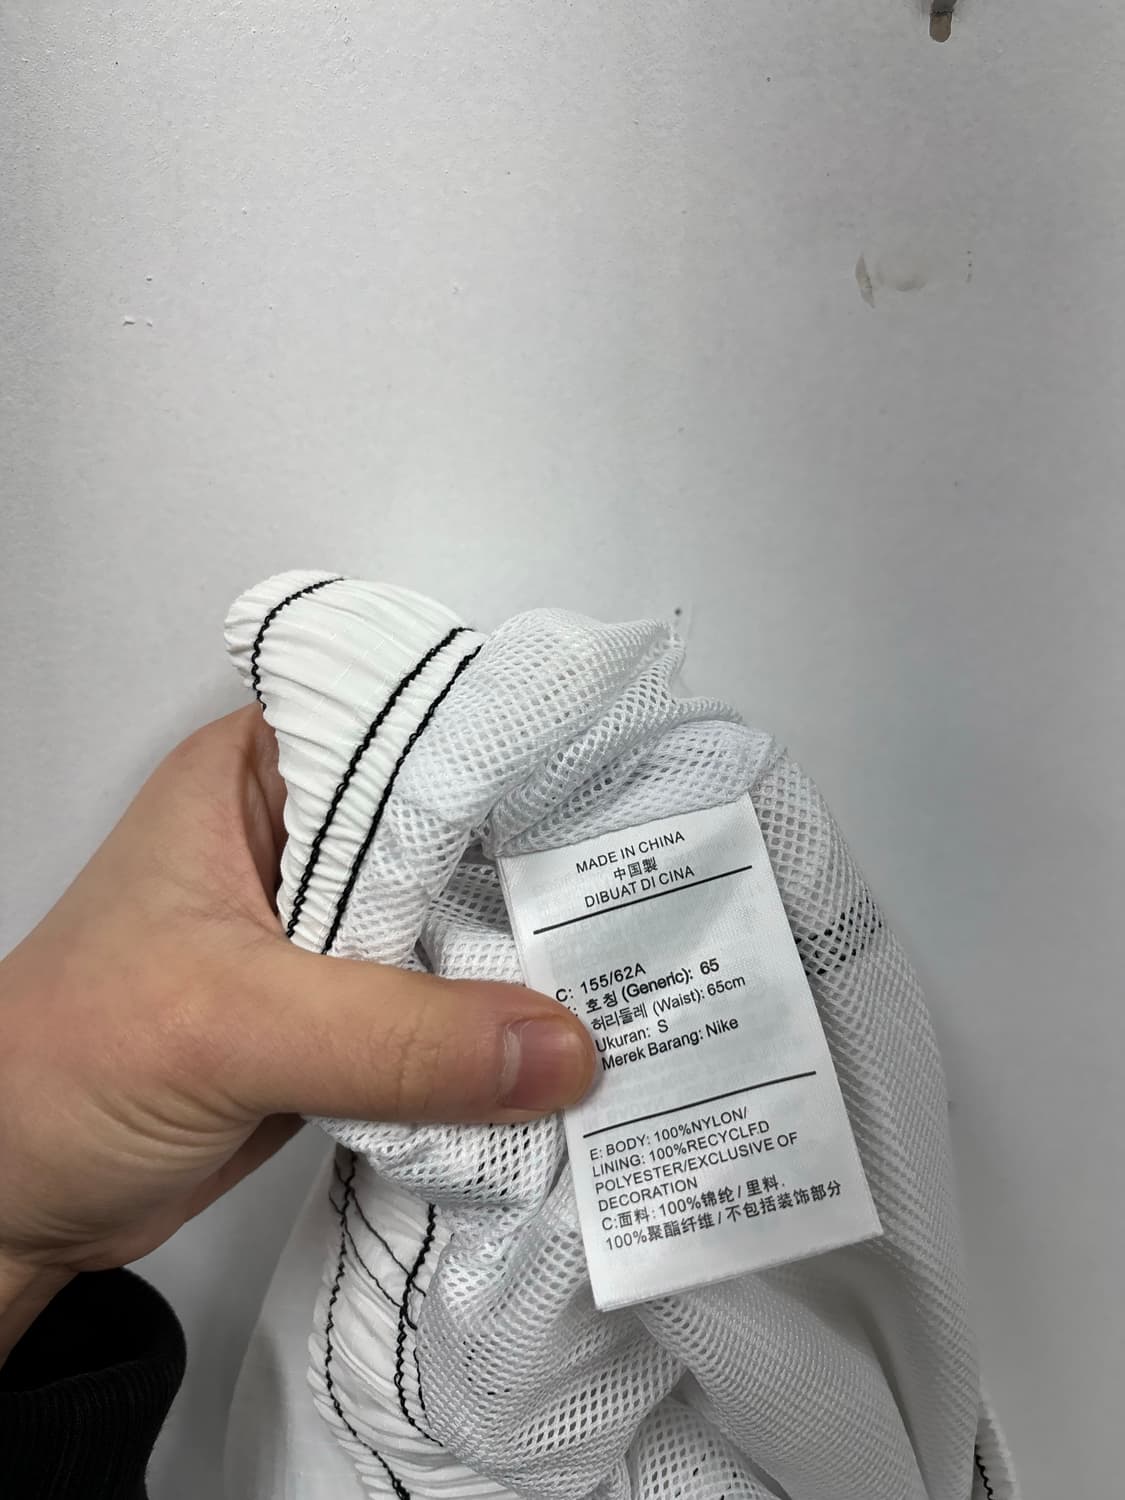 MADE IN CHINA
中国製
DIBUAT DI CINA
C: 155/62A
호칭 (Generic): 65
허리둘레 (Waist): 65cm
Ukuran: S
Merek Barang: Nike
E: BODY: 100%NYLON/
LINING: 100%RECYCLED
POLYESTER/EXCLUSIVE OF
DECORATION
C:面料: 100%锦纶 / 里料.
100%聚酯纤维 / 不包括装饰部分